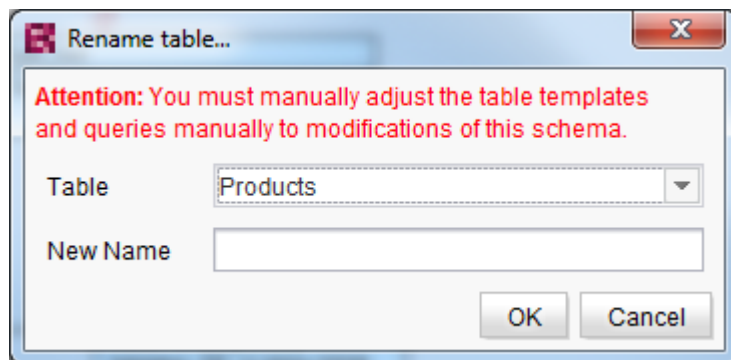 Rename table...
Attention: You must manually adjust the table templates
and queries manually to modifications of this schema.
Table
Products
New Name
OK
Cancel